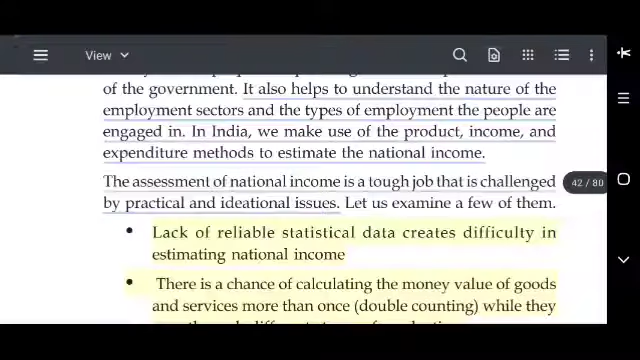 View
of the government. It also helps to understand the nature of the
employment sectors and the types of employment the people are
engaged in. In India, we make use of the product, income, and
expenditure methods to estimate the national income.
The assessment of national income is a tough job that is challenged
42 / 80
by practical and ideational issues. Let us examine a few of them.
• Lack of reliable statistical data creates difficulty in
estimating national income
• There is a chance of calculating the money value of goods
and services more than once (double counting) while they